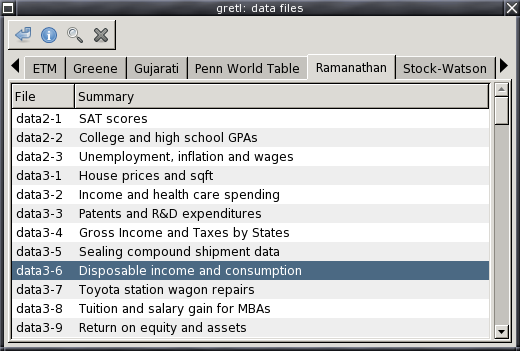 gretl: data files
ETM Greene Gujarati Penn World Table Ramanathan Stock-Watson
File Summary
data2-1 SAT scores
data2-2 College and high school GPAs
data2-3 Unemployment, inflation and wages
data3-1 House prices and sqft
data3-2 Income and health care spending
data3-3 Patents and R&D expenditures
data3-4 Gross Income and Taxes by States
data3-5 Sealing compound shipment data
data3-6 Disposable income and consumption
data3-7 Toyota station wagon repairs
data3-8 Tuition and salary gain for MBAs
data3-9 Return on equity and assets